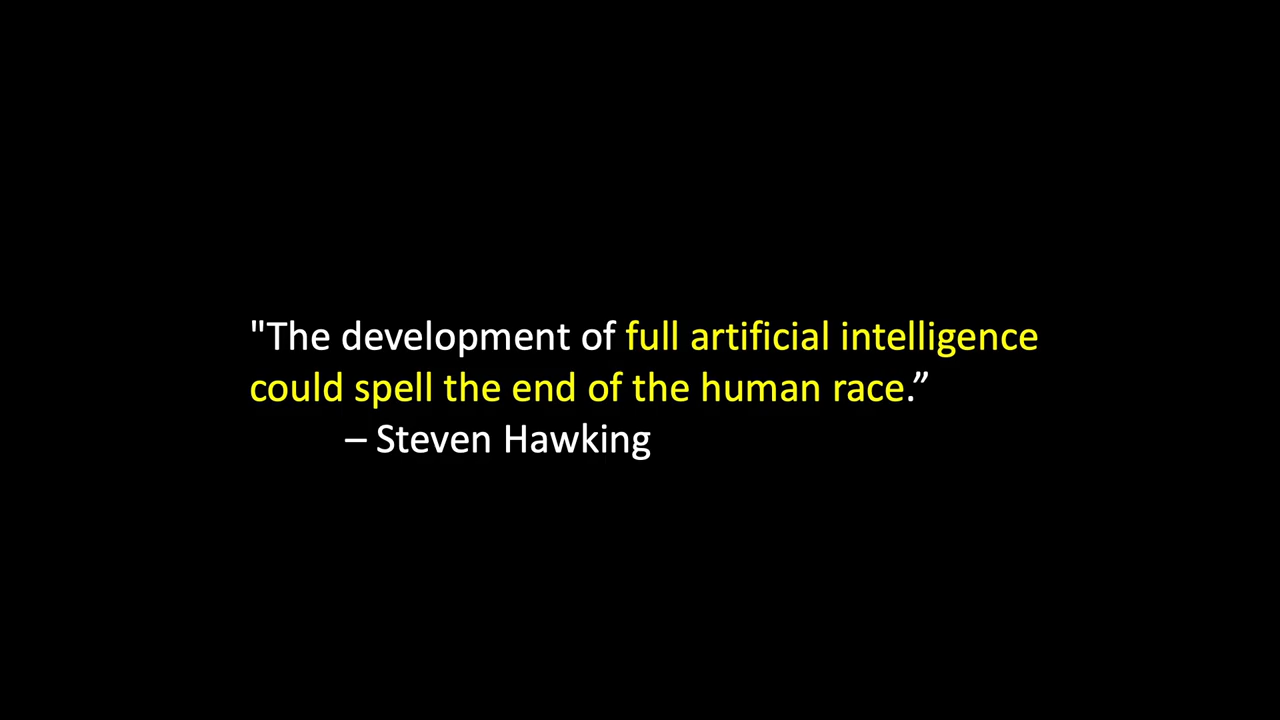 "The development of full artificial intelligence
could spell the end of the human race.”
– Steven Hawking